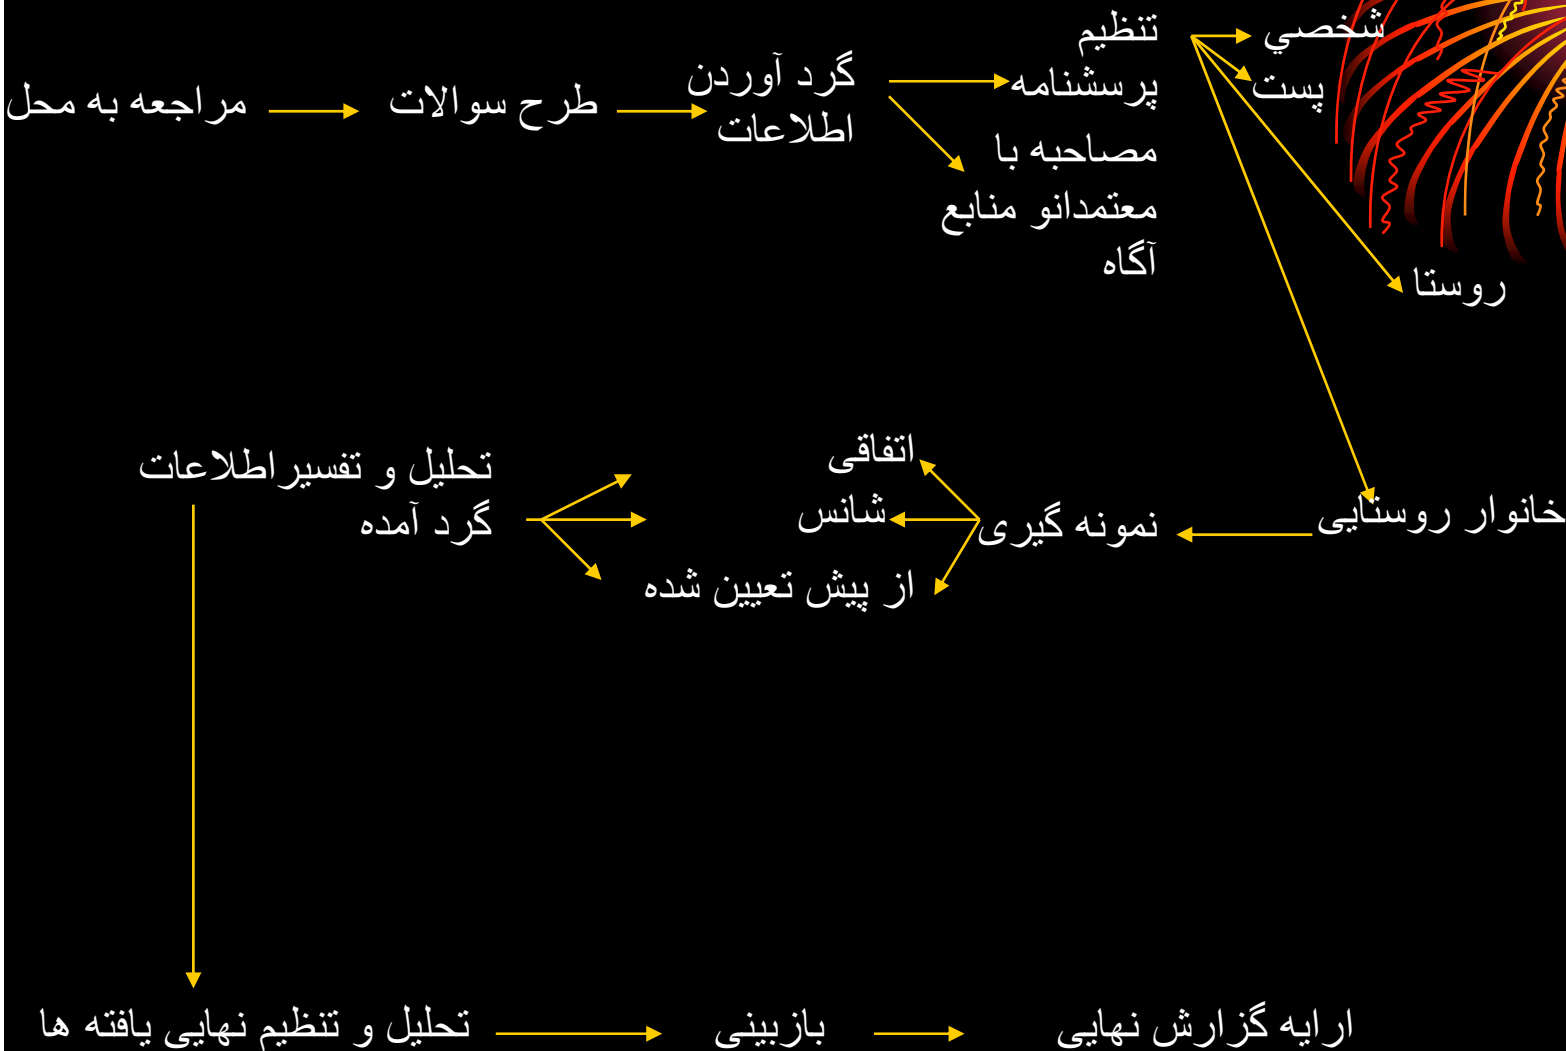 مراجعه به محل
طرح سوالات
گرد آوردن
اطلاعات
تنظیم
پرسشنامه
مصاحبه با
معتمدانو منابع
آگاه
شخصي
پست
روستا
خانوار روستایی
نمونه گیری
اتفاقی
شانس
از پیش تعیین شده
تحلیل و تفسیراطلاعات
گرد آمده
تحلیل و تنظیم نهایی یافته ها
بازبینی
ارایه گزارش نهایی